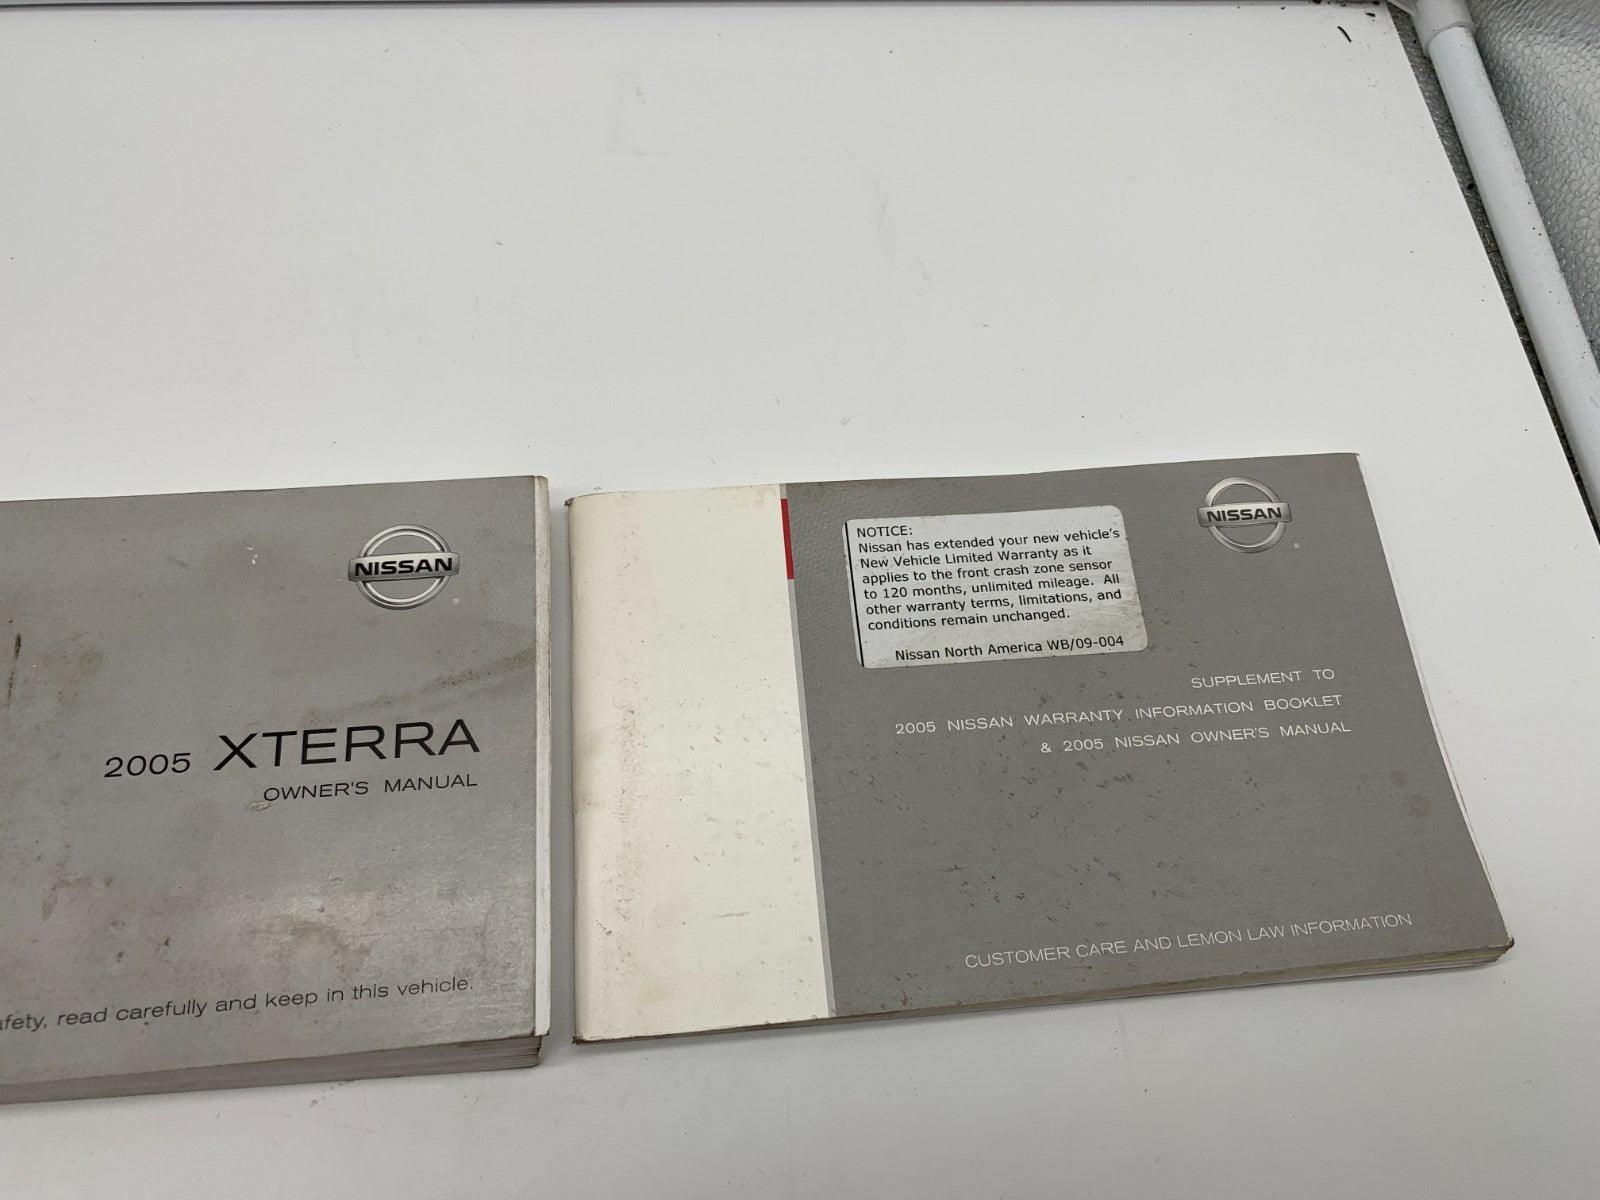 NISSAN
2005 XTERRA
OWNER'S MANUAL
read carefully and keep in this vehicle.
NOTICE:
Nissan has extended your new vehicle's
New Vehicle Limited Warranty as it
applies to the front crash zone sensor
to 120 months, unlimited mileage. All
other warranty terms, limitations, and
conditions remain unchanged.
Nissan North America WB/09-004
NISSAN
SUPPLEMENT TO
2005 NISSAN WARRANTY INFORMATION BOOKLET
& 2005 NISSAN OWNER'S MANUAL
CUSTOMER CARE AND LEMON LAW INFORMATION